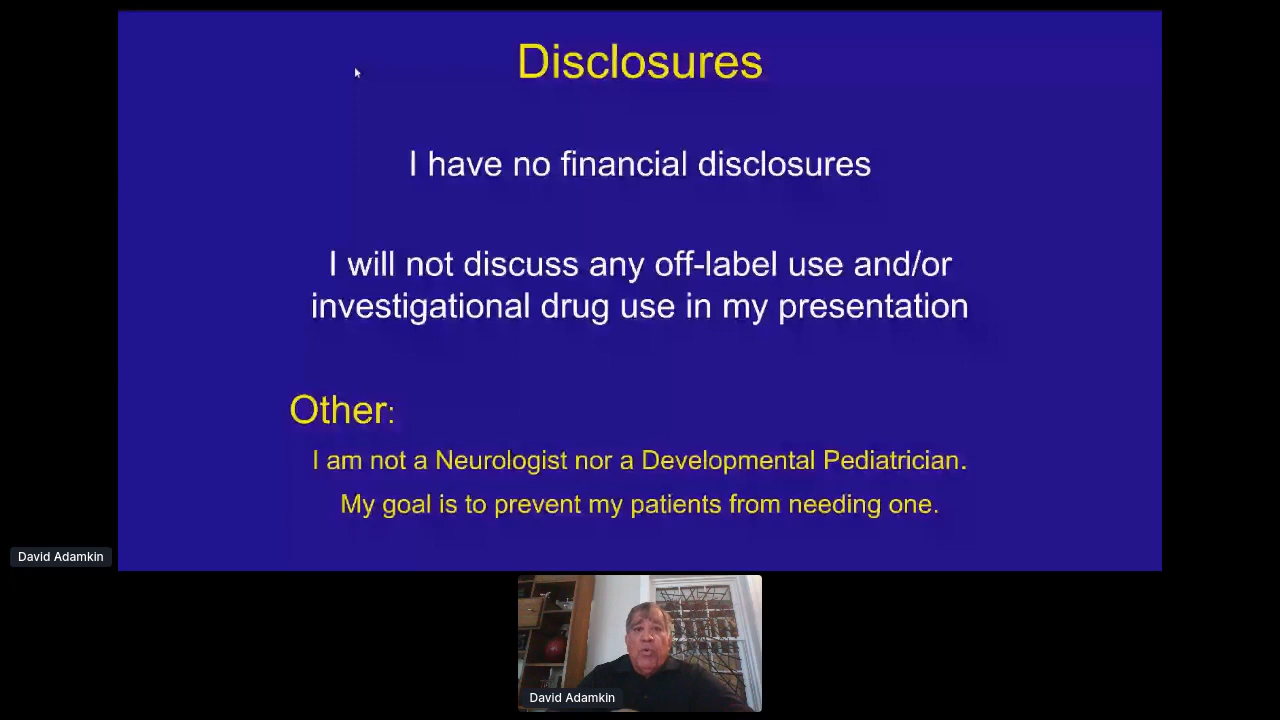 Disclosures
I have no financial disclosures
I will not discuss any off-label use and/or
investigational drug use in my presentation
Other:
I am not a Neurologist nor a Developmental Pediatrician.
My goal is to prevent my patients from needing one.
David Adamkin
David Adamkin